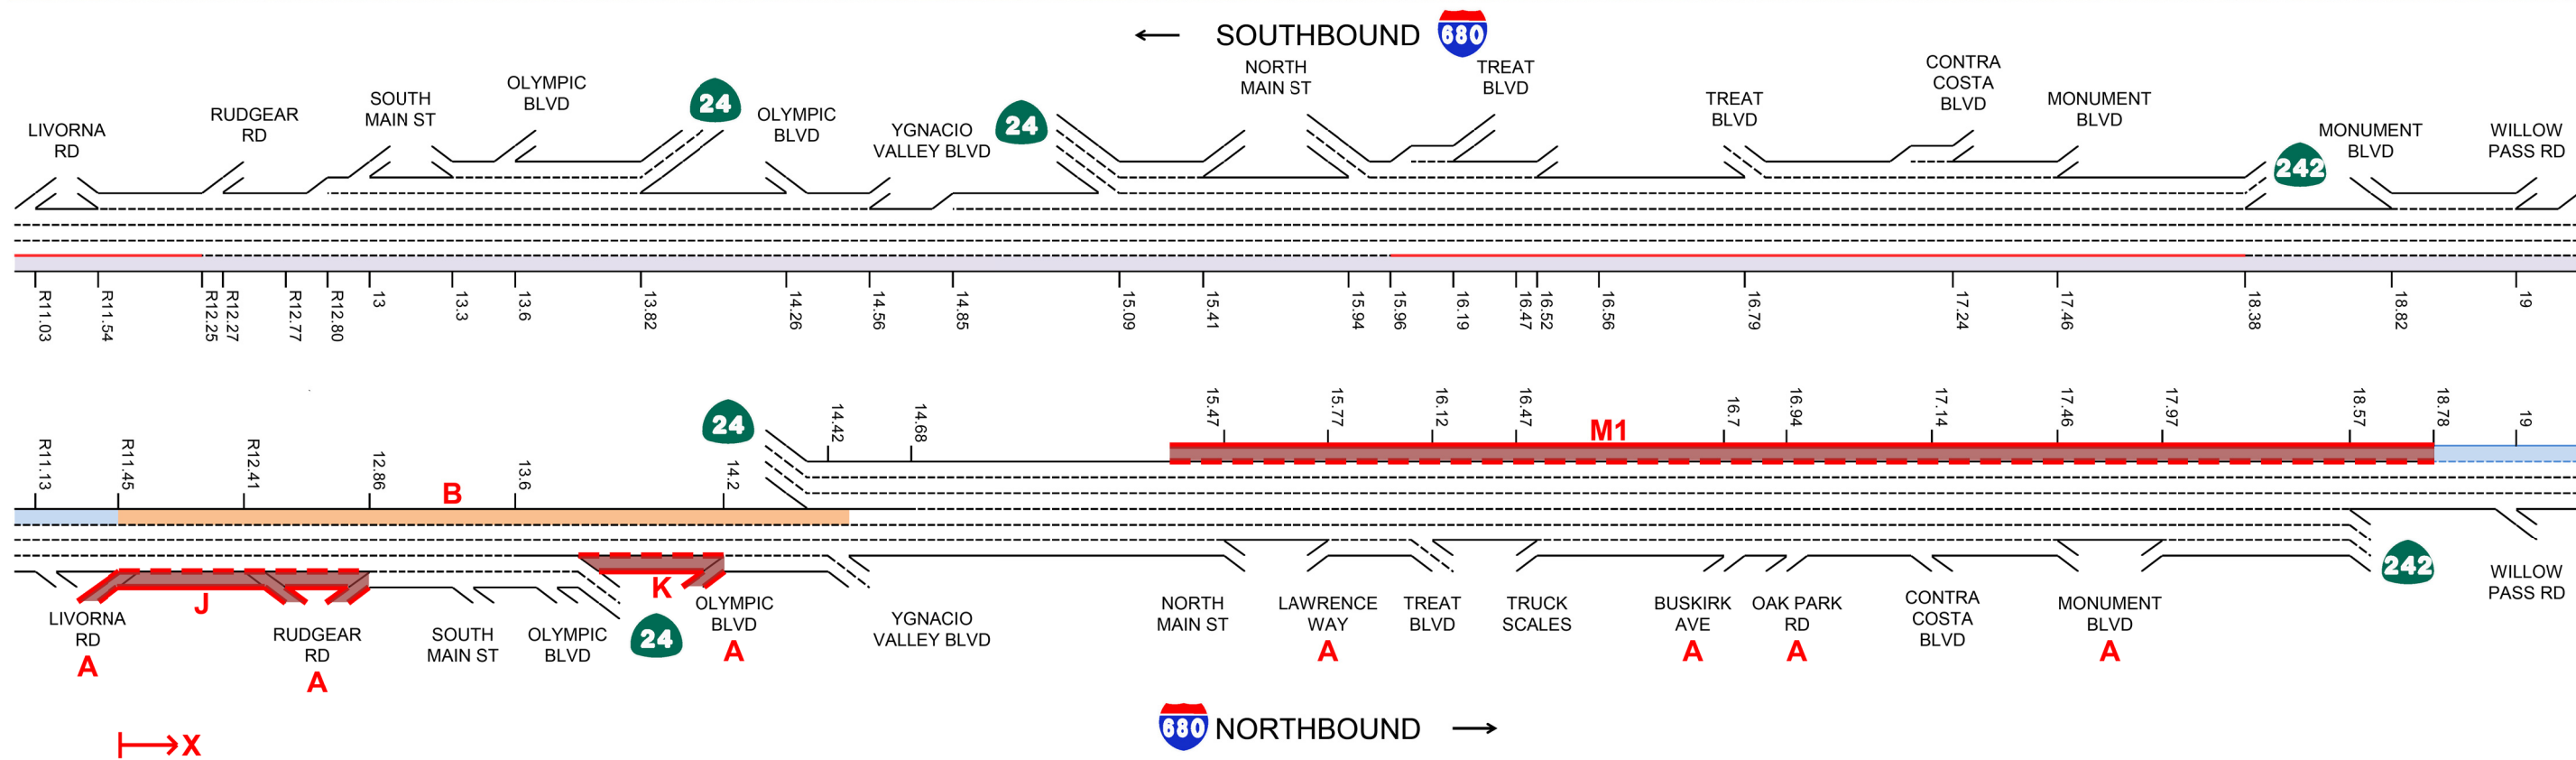 ← SOUTHBOUND 680
LIVORNA
RD
RUDGEAR
RD
SOUTH
MAIN ST
OLYMPIC
BLVD
24
OLYMPIC
BLVD
YGNACIO
VALLEY BLVD
24
NORTH
MAIN ST
TREAT
BLVD
TREAT
BLVD
CONTRA
COSTA
BLVD
MONUMENT
BLVD
242
MONUMENT
BLVD
WILLOW
PASS RD
R11.03
R11.54
R12.25
R12.27
R12.77
R12.80
13
13.3
13.6
13.82
14.26
14.56
14.85
15.09
15.41
15.94
15.96
16.19
16.47
16.52
16.56
16.79
17.24
17.46
18.38
18.82
19
R11.13
R11.45
R12.41
12.86
B
13.6
14.2
24
14.42
14.68
15.47
15.77
16.12
16.47
M1
16.7
16.94
17.14
17.46
17.97
18.57
18.78
19
J
K
LIVORNA
RD
A
RUDGEAR
RD
A
SOUTH
MAIN ST
OLYMPIC
BLVD
24
OLYMPIC
BLVD
A
YGNACIO
VALLEY BLVD
NORTH
MAIN ST
LAWRENCE
WAY
A
TREAT
BLVD
TRUCK
SCALES
BUSKIRK
AVE
A
OAK PARK
RD
A
CONTRA
COSTA
BLVD
MONUMENT
BLVD
A
242
WILLOW
PASS RD
X
680 NORTHBOUND →